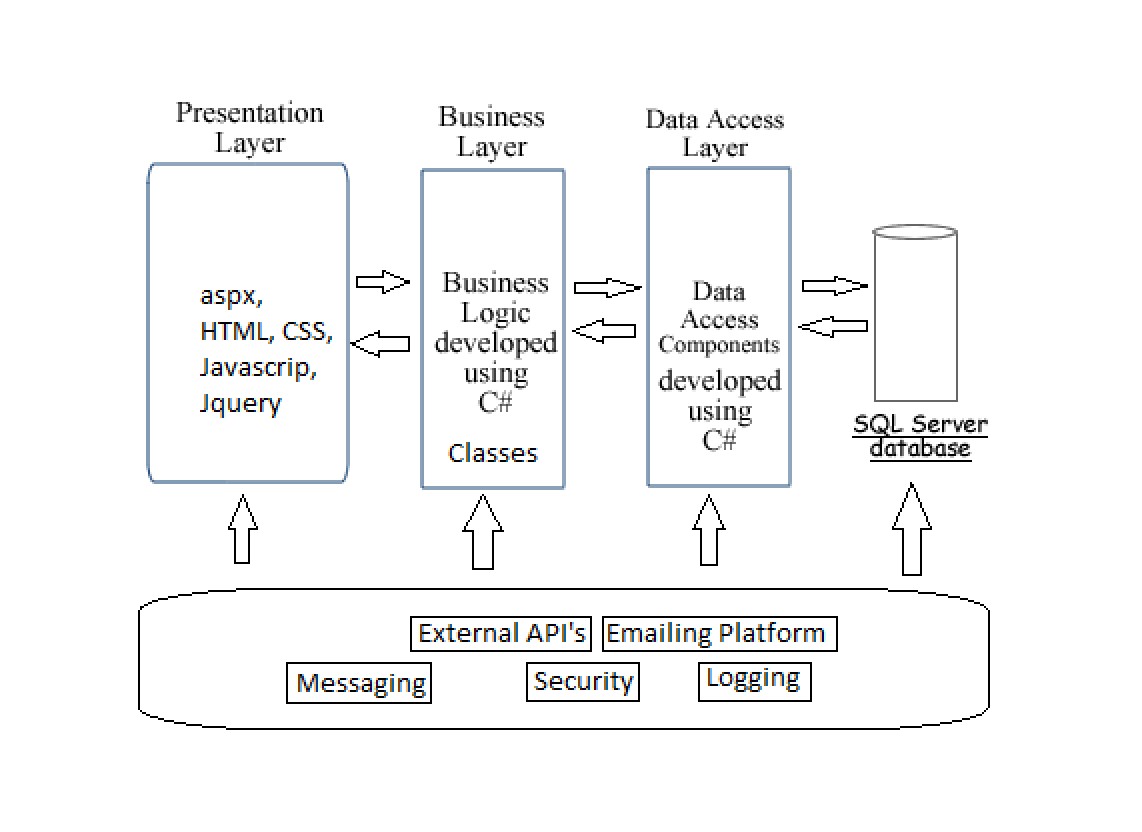 Presentation
Layer
Business
Layer
Data Access
Layer
aspx,
HTML, CSS,
Javascrip,
Jquery
Business
Logic
developed
using
C#
Classes
Data
Access
Components
developed
using
C#
SQL Server
database
External API's
Emailing Platform
Messaging
Security
Logging